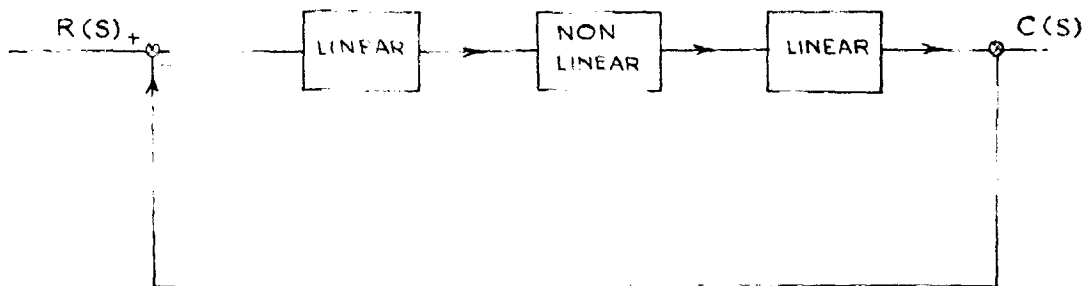 R(S) +
LINEAR
NON
LINEAR
LINEAR
C(S)